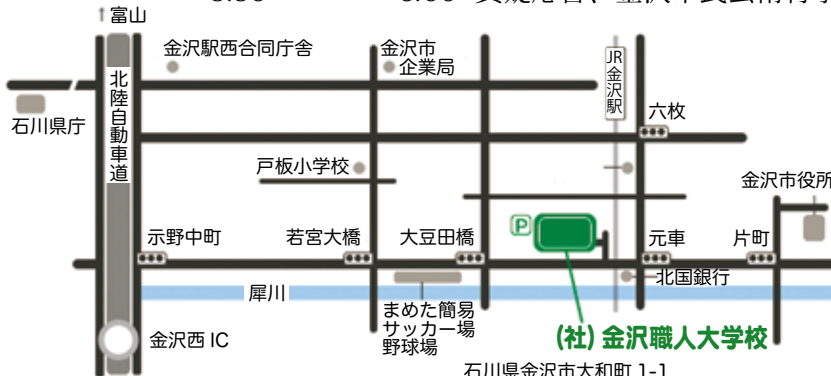 ↑富山
金沢駅西合同庁舎
金沢市
企業局
JR金沢駅
北陸自動車道
石川県庁
六枚
戸板小学校
金沢市役所
P
示野中町
若宮大橋
大豆田橋
元車
片町
北国銀行
犀川
まめた簡易
サッカー場
野球場
金沢西 IC
(社) 金沢職人大学校
石川県金沢市大和町 1-1